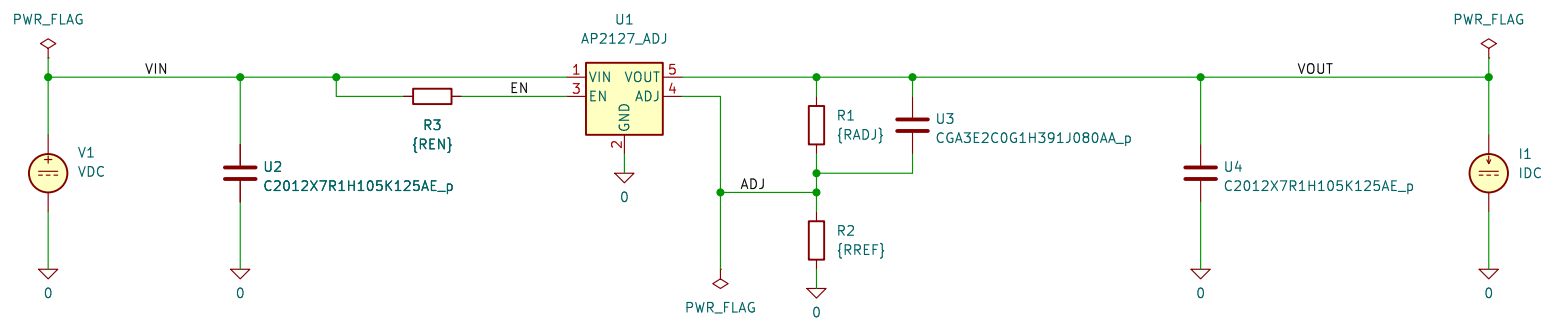 PWR_FLAG
U1
PWR_FLAG
AP2127_ADJ
VIN
VOUT
1
VIN
VOUT
5
EN
3
EN
ADJ
4
GND
2
R3
{REN}
R1
{RADJ}
U3
CGA3E2C0G1H391J080AA_p
V1
VDC
U2
C2012X7R1H105K125AE_p
U4
C2012X7R1H105K125AE_p
I1
IDC
0
ADJ
R2
{RREF}
0
0
PWR_FLAG
0
0
0